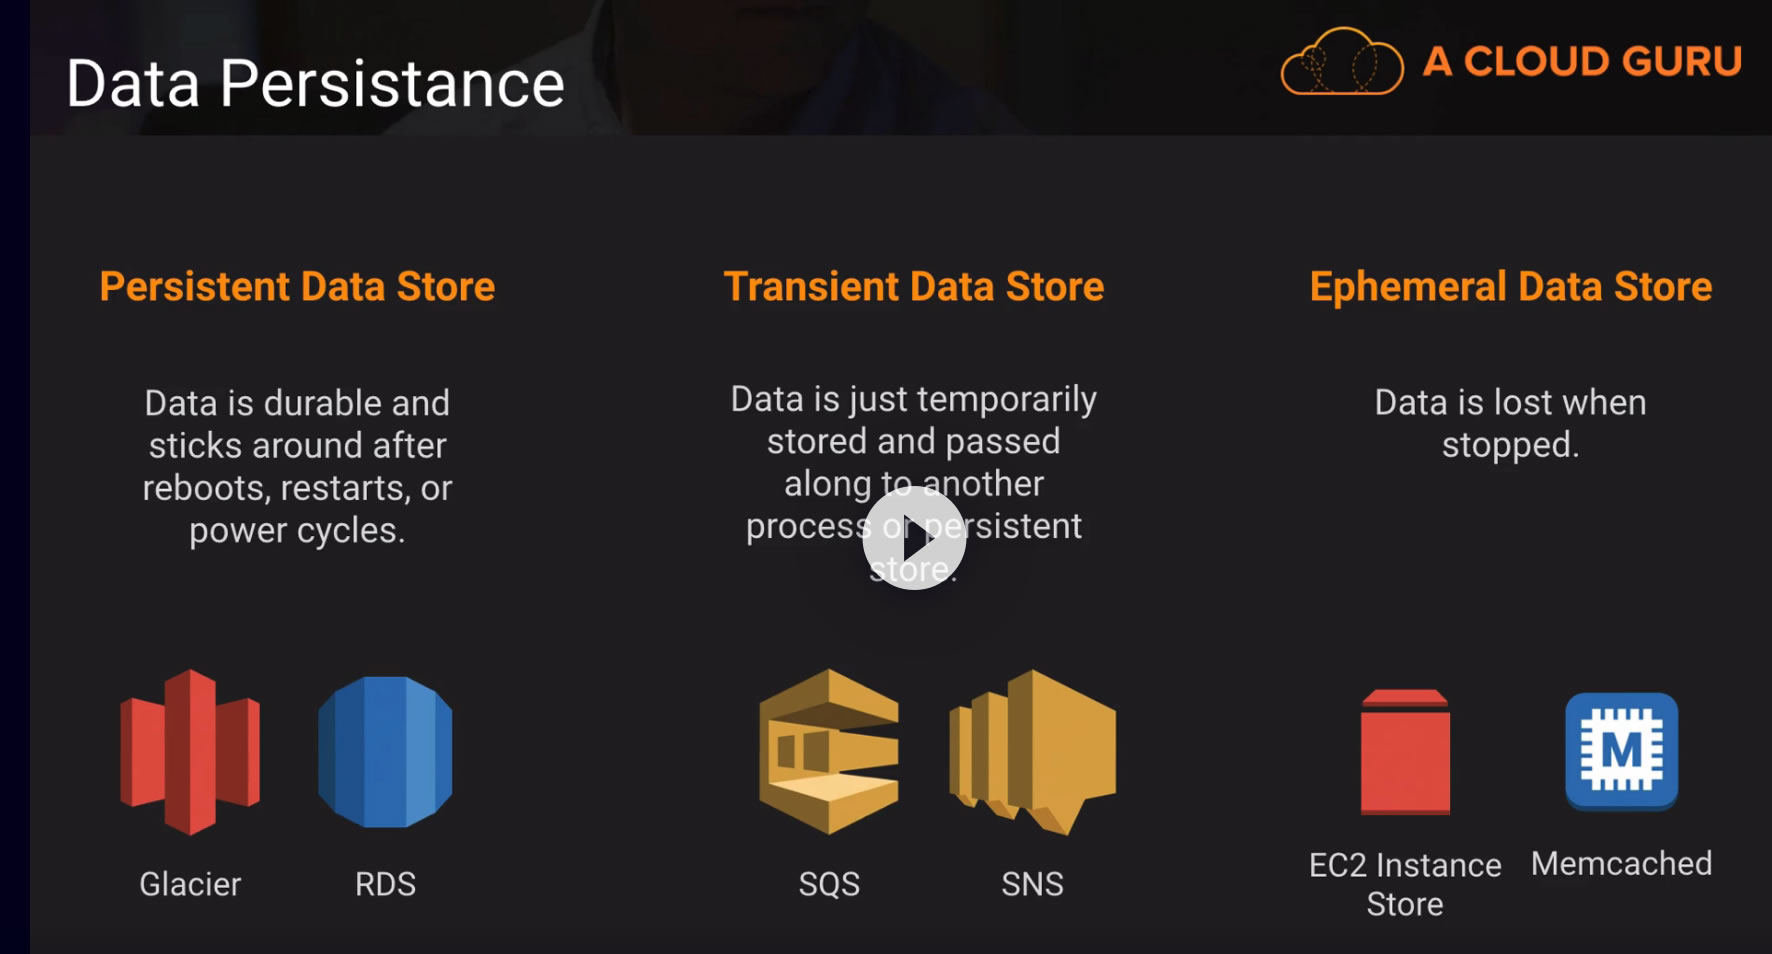 Data Persistance
A CLOUD GURU
Persistent Data Store
Data is durable and
sticks around after
reboots, restarts, or
power cycles.
Glacier
RDS
Transient Data Store
Data is just temporarily
stored and passed
along to another
process or persistent
store.
SQS
SNS
Ephemeral Data Store
Data is lost when
stopped.
EC2 Instance
Store
M
Memcached